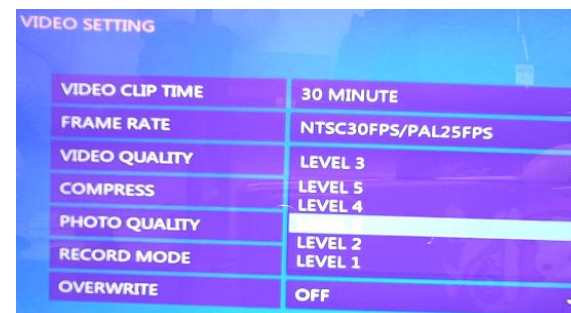 VIDEO SETTING
VIDEO CLIP TIME 30 MINUTE
FRAME RATE NTSC30FPS/PAL25FPS
VIDEO QUALITY LEVEL 3
COMPRESS LEVEL 5
LEVEL 4
PHOTO QUALITY
LEVEL 2
RECORD MODE LEVEL 1
OVERWRITE OFF